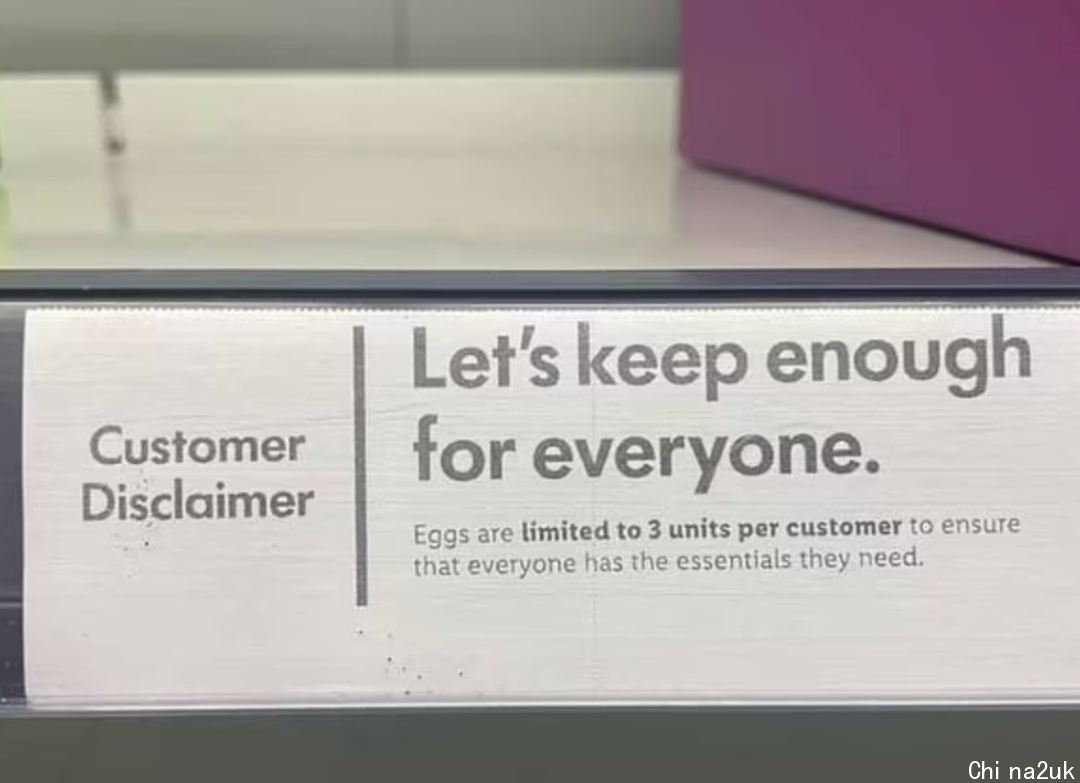 Customer
Disclaimer
Let's keep enough
for everyone.
Eggs are limited to 3 units per customer to ensure
that everyone has the essentials they need.
Chi na2uk